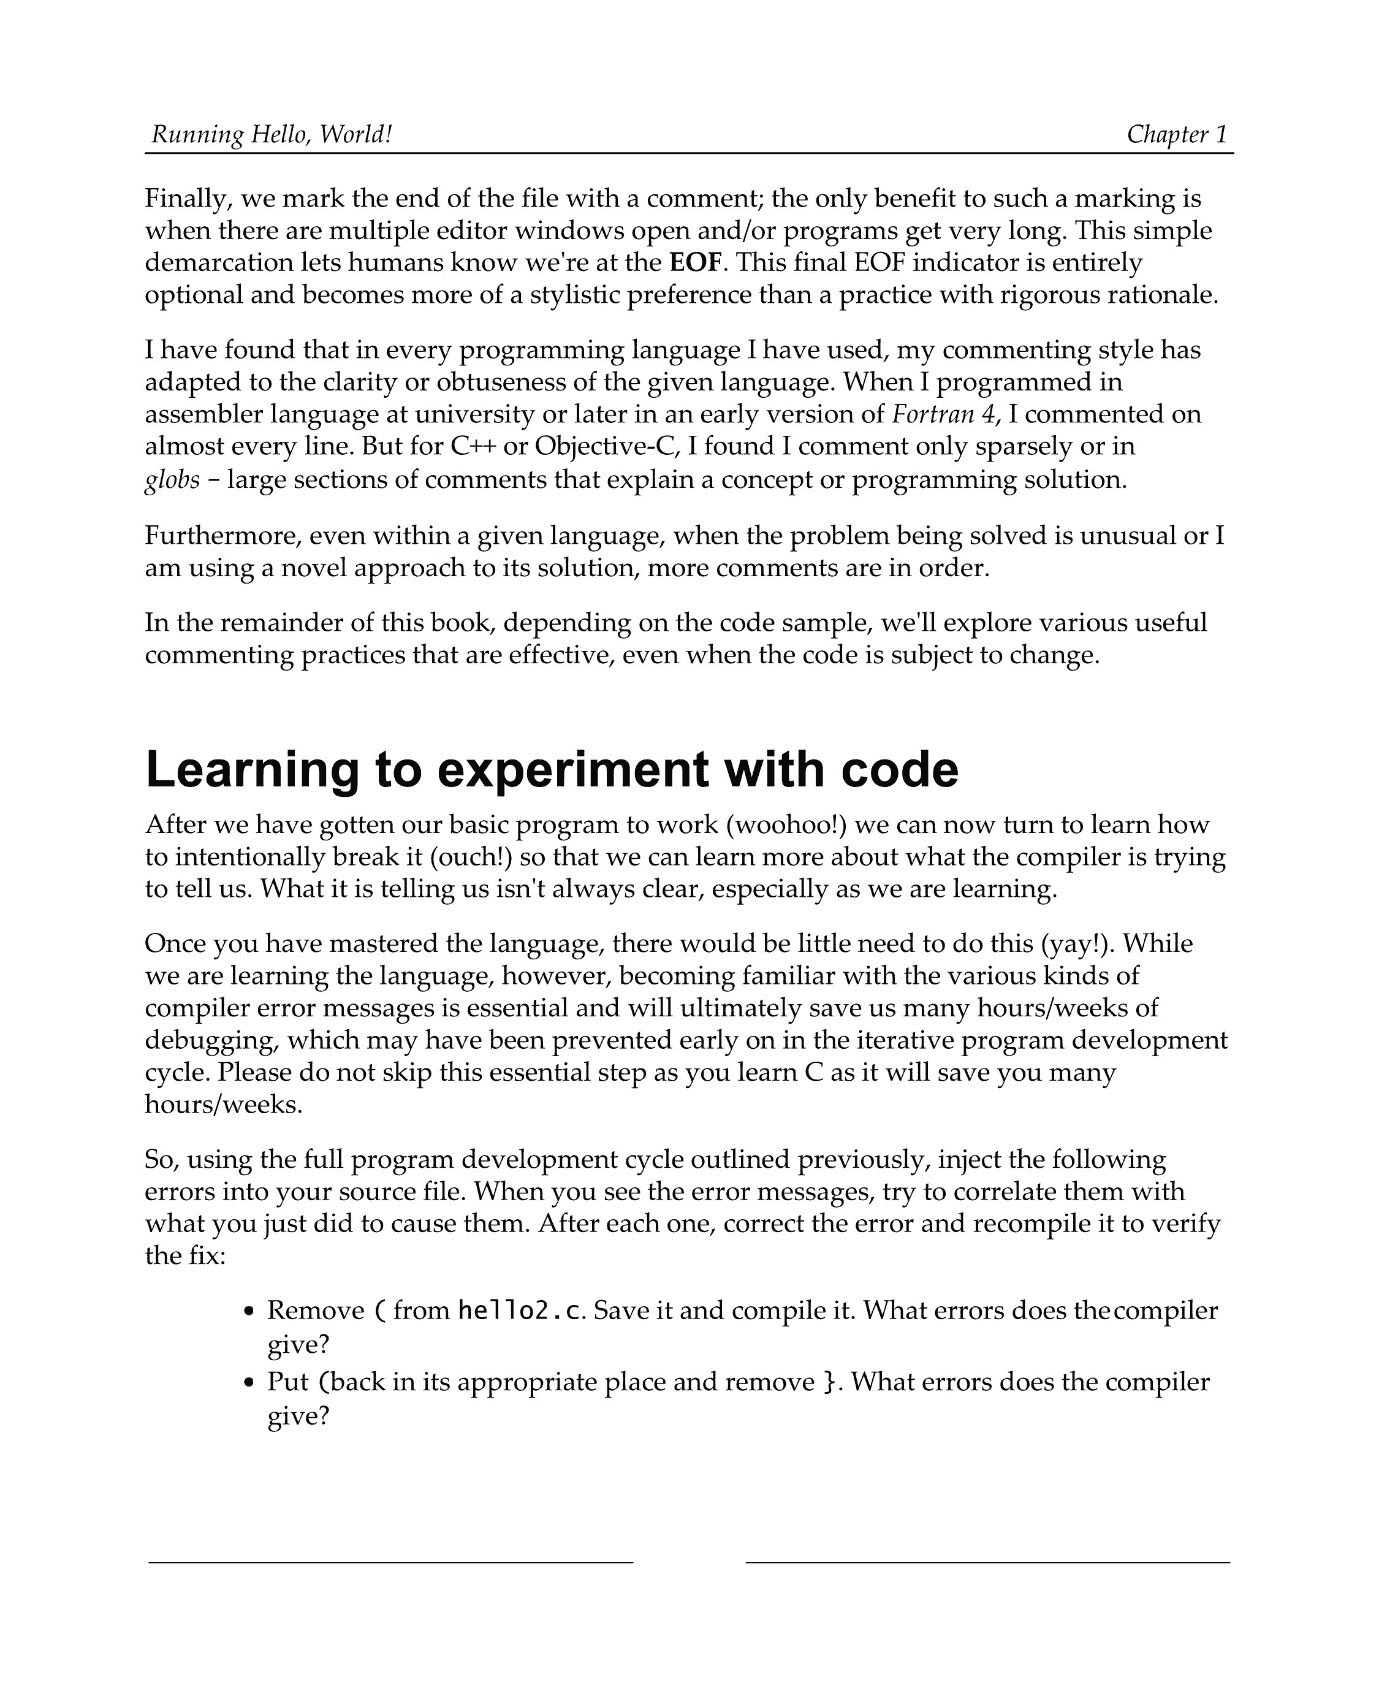 Running Hello, World! Chapter 1
Finally, we mark the end of the file with a comment; the only benefit to such a marking is
when there are multiple editor windows open and/or programs get very long. This simple
demarcation lets humans know we're at the EOF. This final EOF indicator is entirely
optional and becomes more of a stylistic preference than a practice with rigorous rationale.
I have found that in every programming language I have used, my commenting style has
adapted to the clarity or obtuseness of the given language. When I programmed in
assembler language at university or later in an early version of Fortran 4, I commented on
almost every line. But for C++ or Objective-C, I found I comment only sparsely or in
globs – large sections of comments that explain a concept or programming solution.
Furthermore, even within a given language, when the problem being solved is unusual or I
am using a novel approach to its solution, more comments are in order.
In the remainder of this book, depending on the code sample, we'll explore various useful
commenting practices that are effective, even when the code is subject to change.
Learning to experiment with code
After we have gotten our basic program to work (woohoo!) we can now turn to learn how
to intentionally break it (ouch!) so that we can learn more about what the compiler is trying
to tell us. What it is telling us isn't always clear, especially as we are learning.
Once you have mastered the language, there would be little need to do this (yay!). While
we are learning the language, however, becoming familiar with the various kinds of
compiler error messages is essential and will ultimately save us many hours/weeks of
debugging, which may have been prevented early on in the iterative program development
cycle. Please do not skip this essential step as you learn C as it will save you many
hours/weeks.
So, using the full program development cycle outlined previously, inject the following
errors into your source file. When you see the error messages, try to correlate them with
what you just did to cause them. After each one, correct the error and recompile it to verify
the fix:
• Remove ( from hello2.c. Save it and compile it. What errors does thecompiler
give?
• Put (back in its appropriate place and remove }. What errors does the compiler
give?